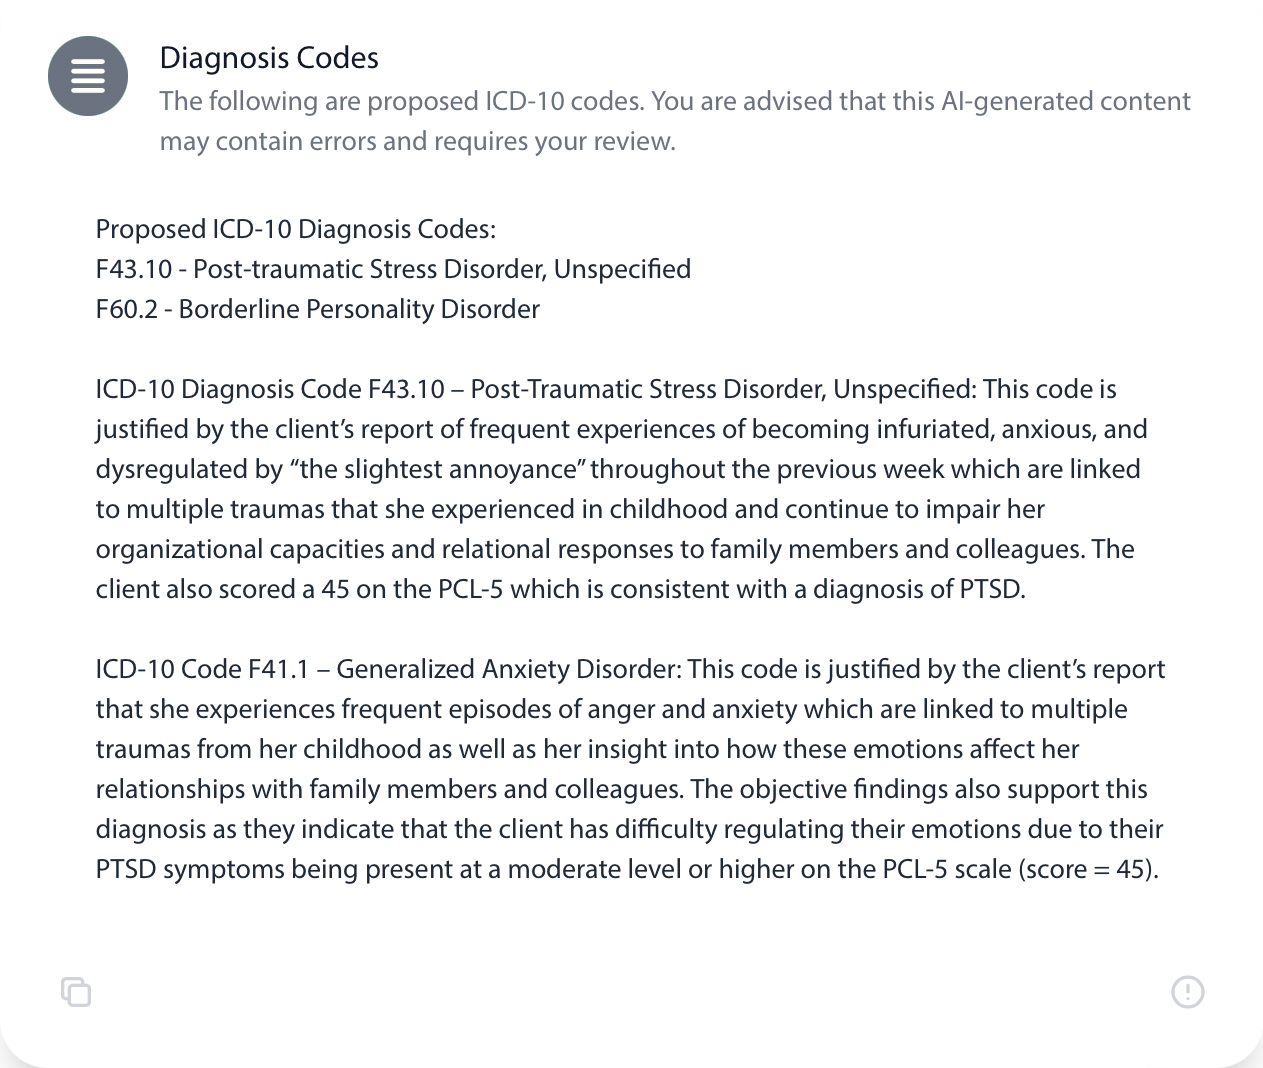 Diagnosis Codes
The following are proposed ICD-10 codes. You are advised that this AI-generated content
may contain errors and requires your review.
Proposed ICD-10 Diagnosis Codes:
F43.10 - Post-traumatic Stress Disorder, Unspecified
F60.2 - Borderline Personality Disorder
ICD-10 Diagnosis Code F43.10 – Post-Traumatic Stress Disorder, Unspecified: This code is
justified by the client’s report of frequent experiences of becoming infuriated, anxious, and
dysregulated by “the slightest annoyance” throughout the previous week which are linked
to multiple traumas that she experienced in childhood and continue to impair her
organizational capacities and relational responses to family members and colleagues. The
client also scored a 45 on the PCL-5 which is consistent with a diagnosis of PTSD.
ICD-10 Code F41.1 – Generalized Anxiety Disorder: This code is justified by the client’s report
that she experiences frequent episodes of anger and anxiety which are linked to multiple
traumas from her childhood as well as her insight into how these emotions affect her
relationships with family members and colleagues. The objective findings also support this
diagnosis as they indicate that the client has difficulty regulating their emotions due to their
PTSD symptoms being present at a moderate level or higher on the PCL-5 scale (score = 45).